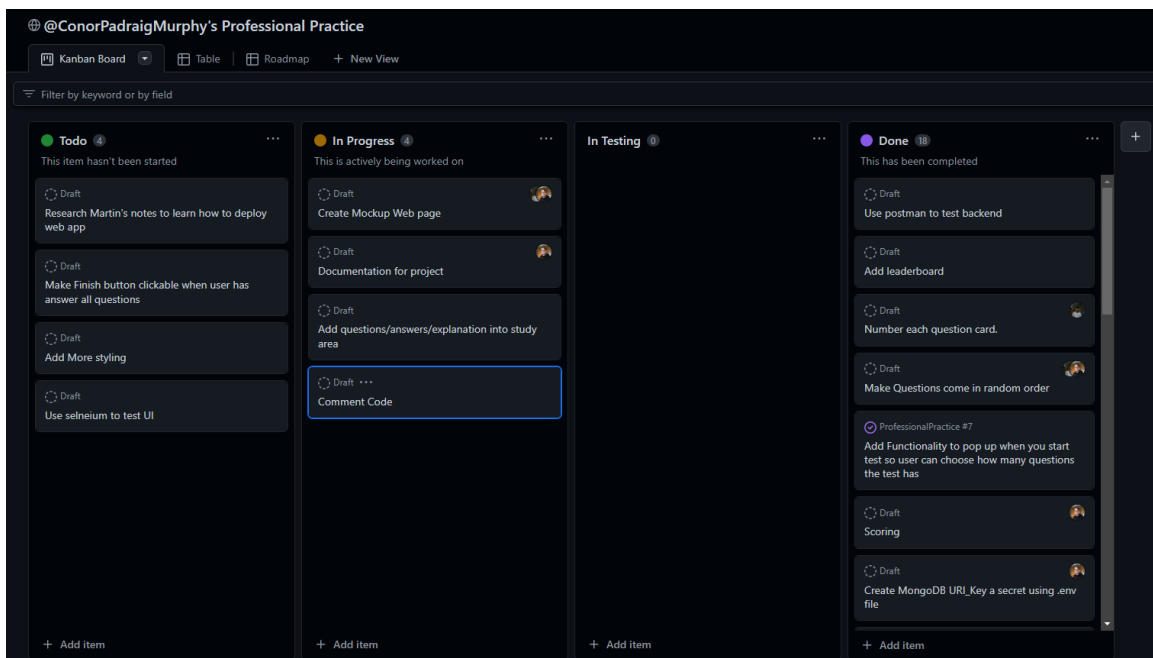 @ConorPadraigMurphy's Professional Practice
Kanban Board
Table
Roadmap
+ New View
Filter by keyword or by field
Todo 4
This item hasn't been started
Draft
Research Martin's notes to learn how to deploy
web app
Draft
Make Finish button clickable when user has
answer all questions
Draft
Add More styling
Draft
Use selneium to test UI
+ Add item
In Progress 4
This is actively being worked on
Draft
Create Mockup Web page
Draft
Documentation for project
Draft
Add questions/answers/explanation into study
area
Draft ···
Comment Code
+ Add item
In Testing 0
+ Add item
Done 18
This has been completed
Draft
Use postman to test backend
Draft
Add leaderboard
Draft
Number each question card.
Draft
Make Questions come in random order
ProfessionalPractice #7
Add Functionality to pop up when you start
test so user can choose how many questions
the test has
Draft
Scoring
Draft
Create MongoDB URI_Key a secret using .env
file
+ Add item